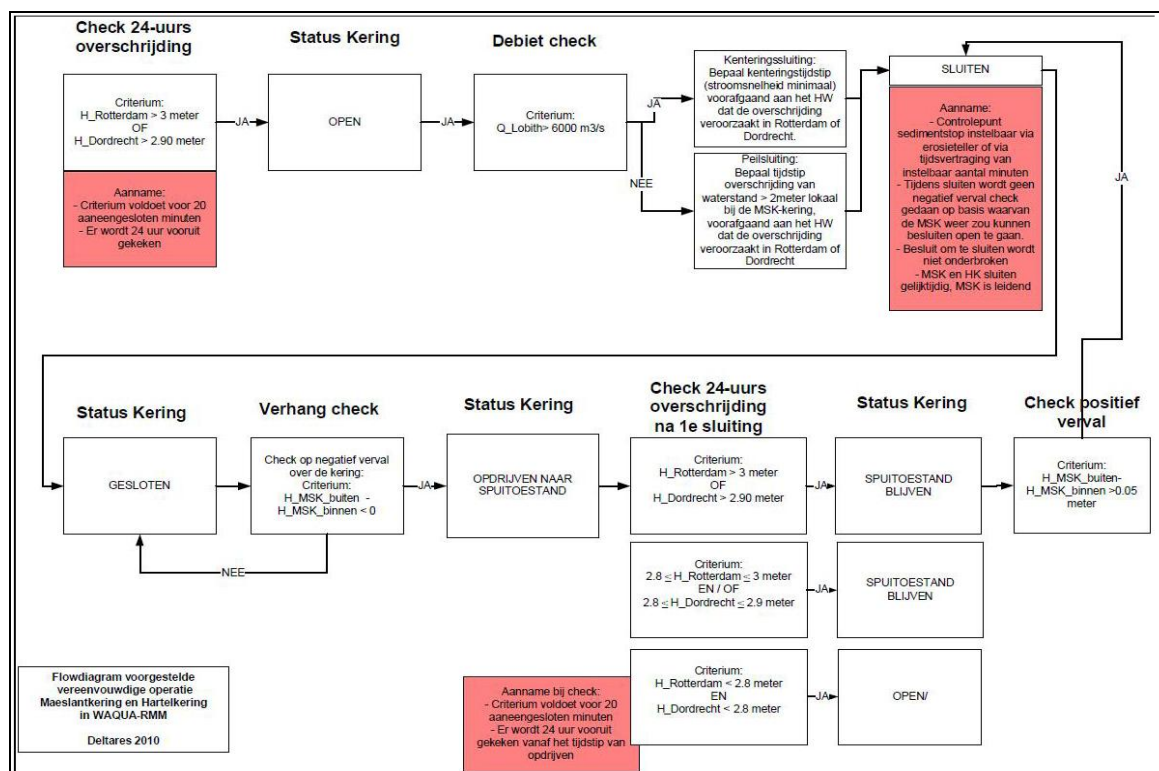 Check 24-uurs
overschrijding
Status Kering
Debiet check
Criterium:
H_Rotterdam > 3 meter
OF
H_Dordrecht > 2.90 meter
Aanname:
- Criterium voldoet voor 20
aaneengesloten minuten
- Er wordt 24 uur vooruit
gekeken
JA
OPEN
JA
Criterium:
Q_Lobith> 6000 m3/s
JA
NEE
Kenteringssluiting:
Bepaal kenteringstijdstip
(stroomsnelheid minimaal)
voorafgaand aan het HW
dat de overschrijding
veroorzaakt in Rotterdam of
Dordrecht.
Peilsluiting:
Bepaal tijdstip
overschrijding van
waterstand > 2meter lokaal
bij de MSK-kering,
voorafgaand aan het HW
dat de overschrijding
veroorzaakt in Rotterdam of
Dordrecht
SLUITEN
Aanname:
- Controlepunt
sedimentstop instelbaar via
erosieteller of via
tijdsvertraging van
instelbaar aantal minuten
- Tijdens sluiten wordt geen
negatief verval check
gedaan op basis waarvan
de MSK weer zou kunnen
besluiten open te gaan.
- Besluit om te sluiten wordt
niet onderbroken
- MSK en HK sluiten
gelijktijdig, MSK is leidend
JA
Status Kering
Verhang check
Status Kering
Check 24-uurs
overschrijding
na 1e sluiting
Status Kering
Check positief
verval
GESLOTEN
Check op negatief verval
over de kering:
Criterium:
H_MSK_buiten -
H_MSK_binnen < 0
NEE
JA
OPDRIJVEN NAAR
SPUITOESTAND
Criterium:
H_Rotterdam > 3 meter
OF
H_Dordrecht > 2.90 meter
JA
SPUITOESTAND
BLIJVEN
Criterium:
H_MSK_buiten-
H_MSK_binnen >0.05
meter
Criterium:
2.8 ≤ H_Rotterdam ≤ 3 meter
EN / OF
2.8 ≤ H_Dordrecht ≤ 2.9 meter
JA
SPUITOESTAND
BLIJVEN
Criterium:
H_Rotterdam < 2.8 meter
EN
H_Dordrecht < 2.8 meter
JA
OPEN/
Aanname bij check:
- Criterium voldoet voor 20
aaneengesloten minuten
- Er wordt 24 uur vooruit
gekeken vanaf het tijdstip van
opdrijven
Flowdiagram voorgestelde
vereenvouwdige operatie
Maeslantkering en Hartelkering
in WAQUA-RMM
Deltares 2010